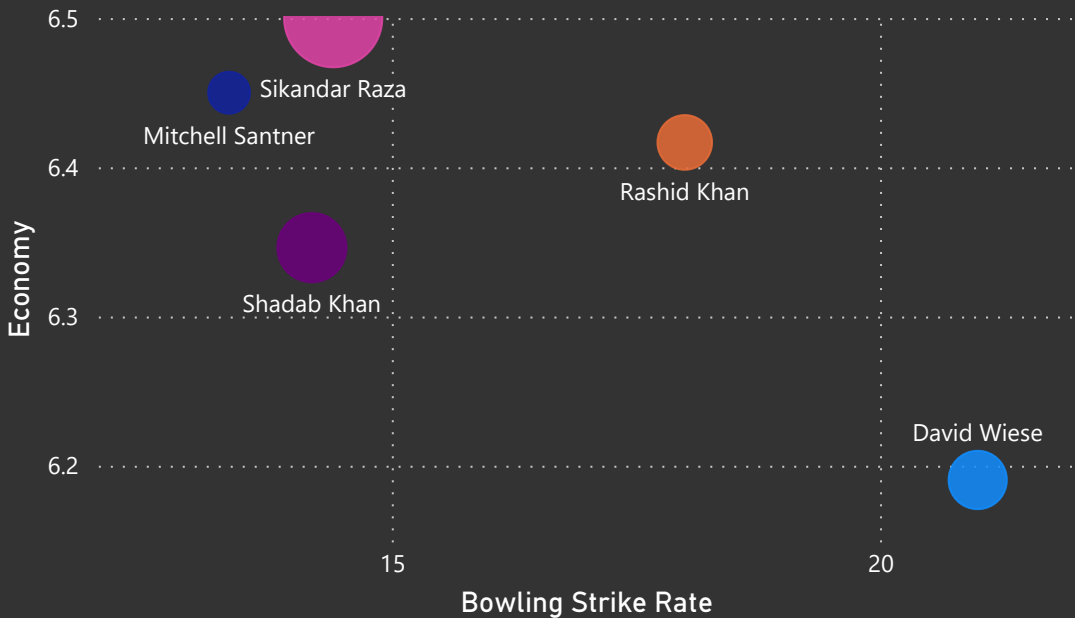 6.5
Sikandar Raza
Mitchell Santner
6.4
Rashid Khan
Economy
Shadab Khan
6.3
David Wiese
6.2
15
20
Bowling Strike Rate